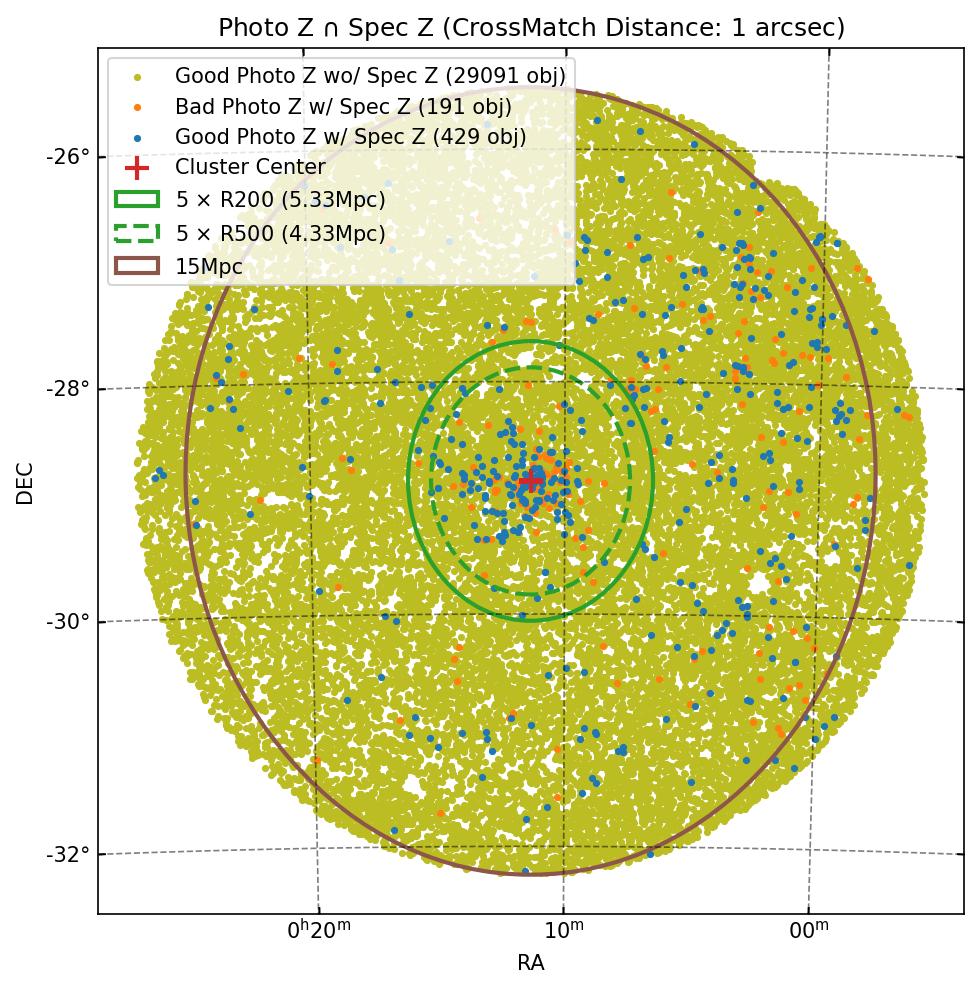 Photo Z ∩ Spec Z (CrossMatch Distance: 1 arcsec)
Good Photo Z wo/ Spec Z (29091 obj)
Bad Photo Z w/ Spec Z (191 obj)
Good Photo Z w/ Spec Z (429 obj)
Cluster Center
5 × R200 (5.33Mpc)
5 × R500 (4.33Mpc)
15Mpc
-26°
-28°
-30°
-32°
DEC
0ʰ20ᵐ 10ᵐ 00ᵐ
RA